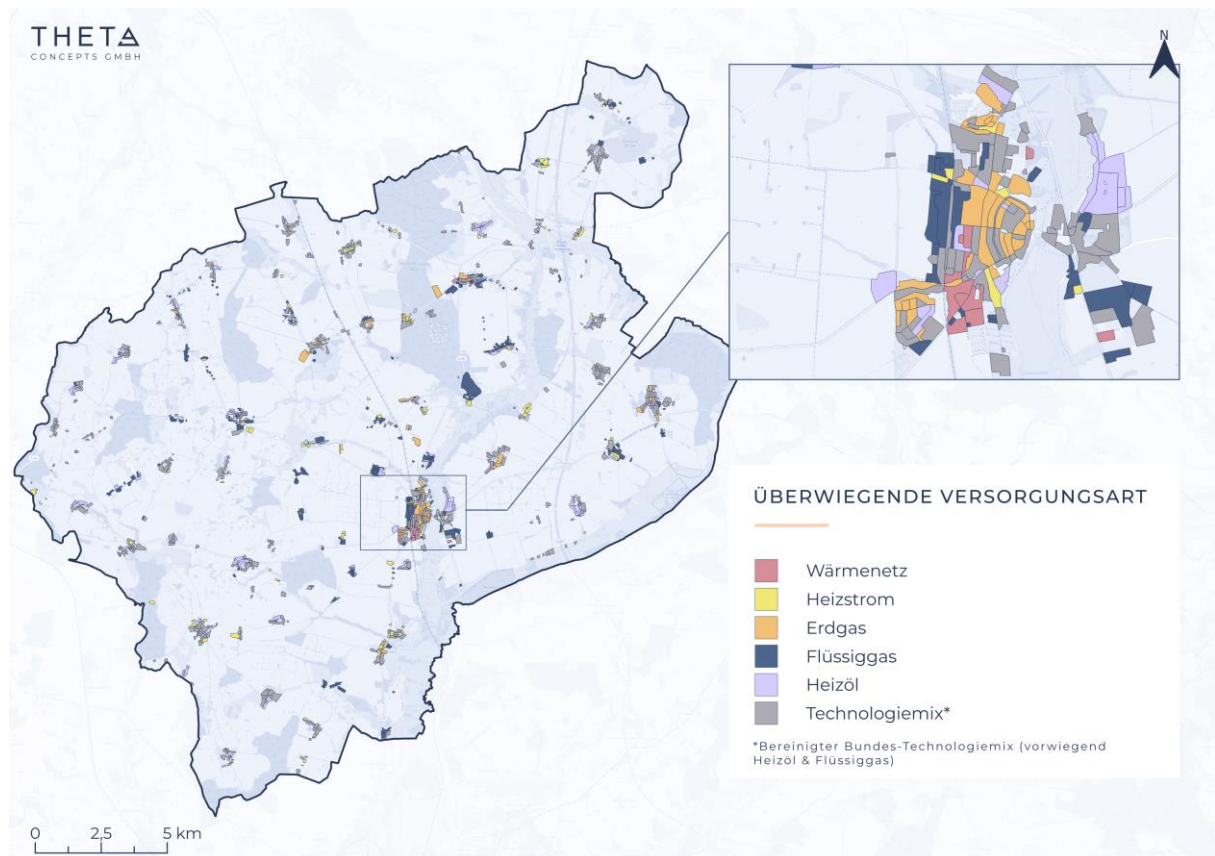 THETA
CONCEPTS GMBH
N
ÜBERWIEGENDE VERSORGUNGSART
Wärmenetz
Heizstrom
Erdgas
Flüssiggas
Heizöl
Technologiemix*
*Bereinigter Bundes-Technologiemix (vorwiegend
Heizöl & Flüssiggas)
0 2,5 5 km